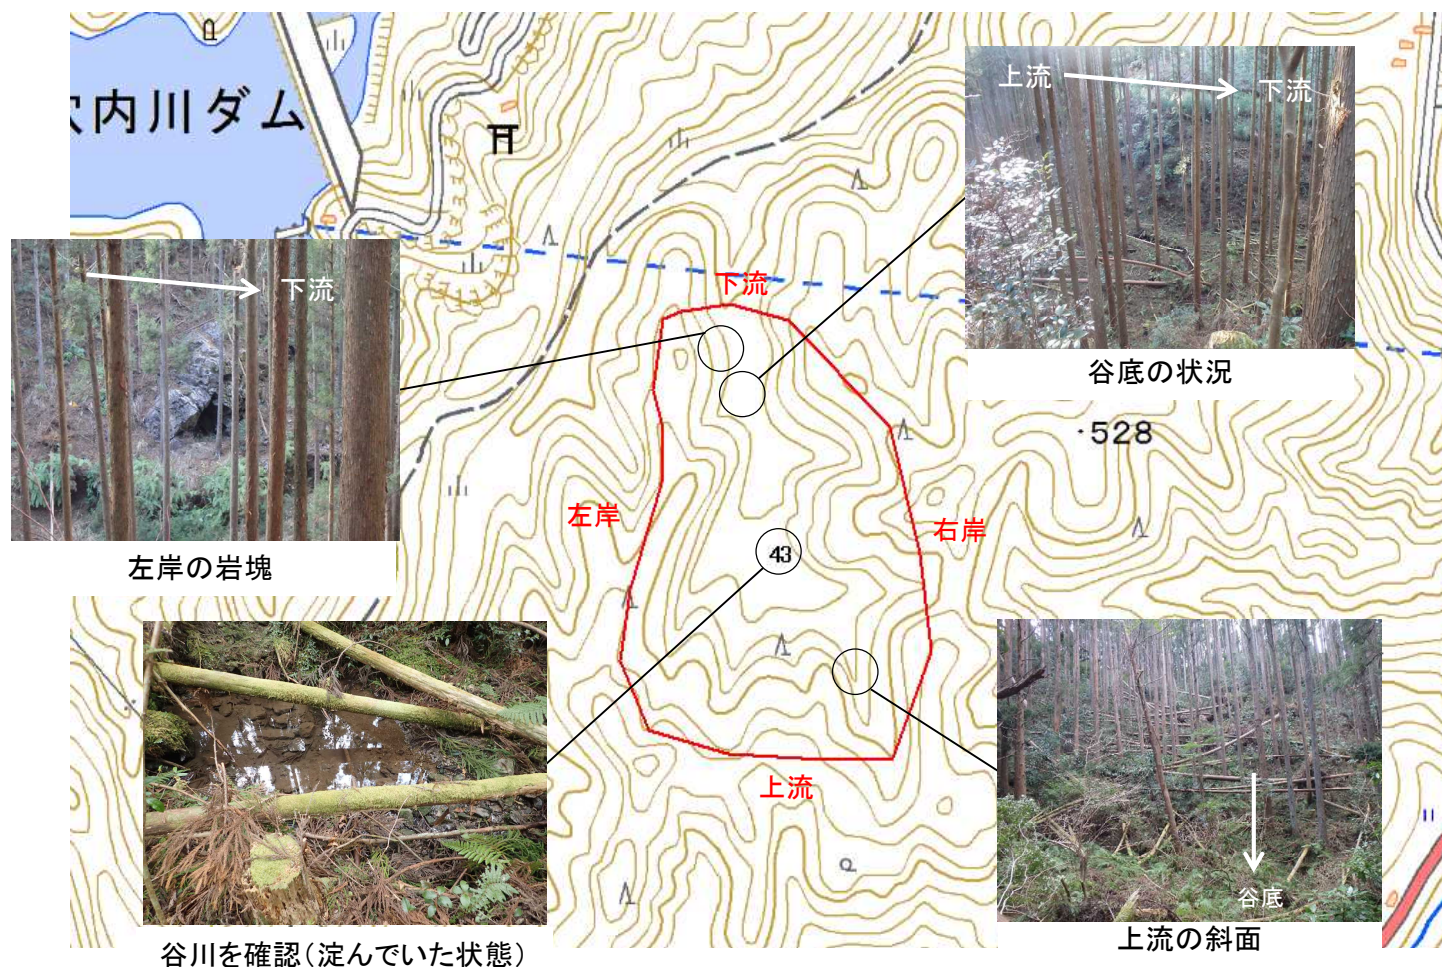 内川ダム
上流
下流
谷底の状況
下流
左岸の岩塊
下流
・528
左岸
右岸
43
上流
谷底
上流の斜面
谷川を確認（淀んでいた状態）